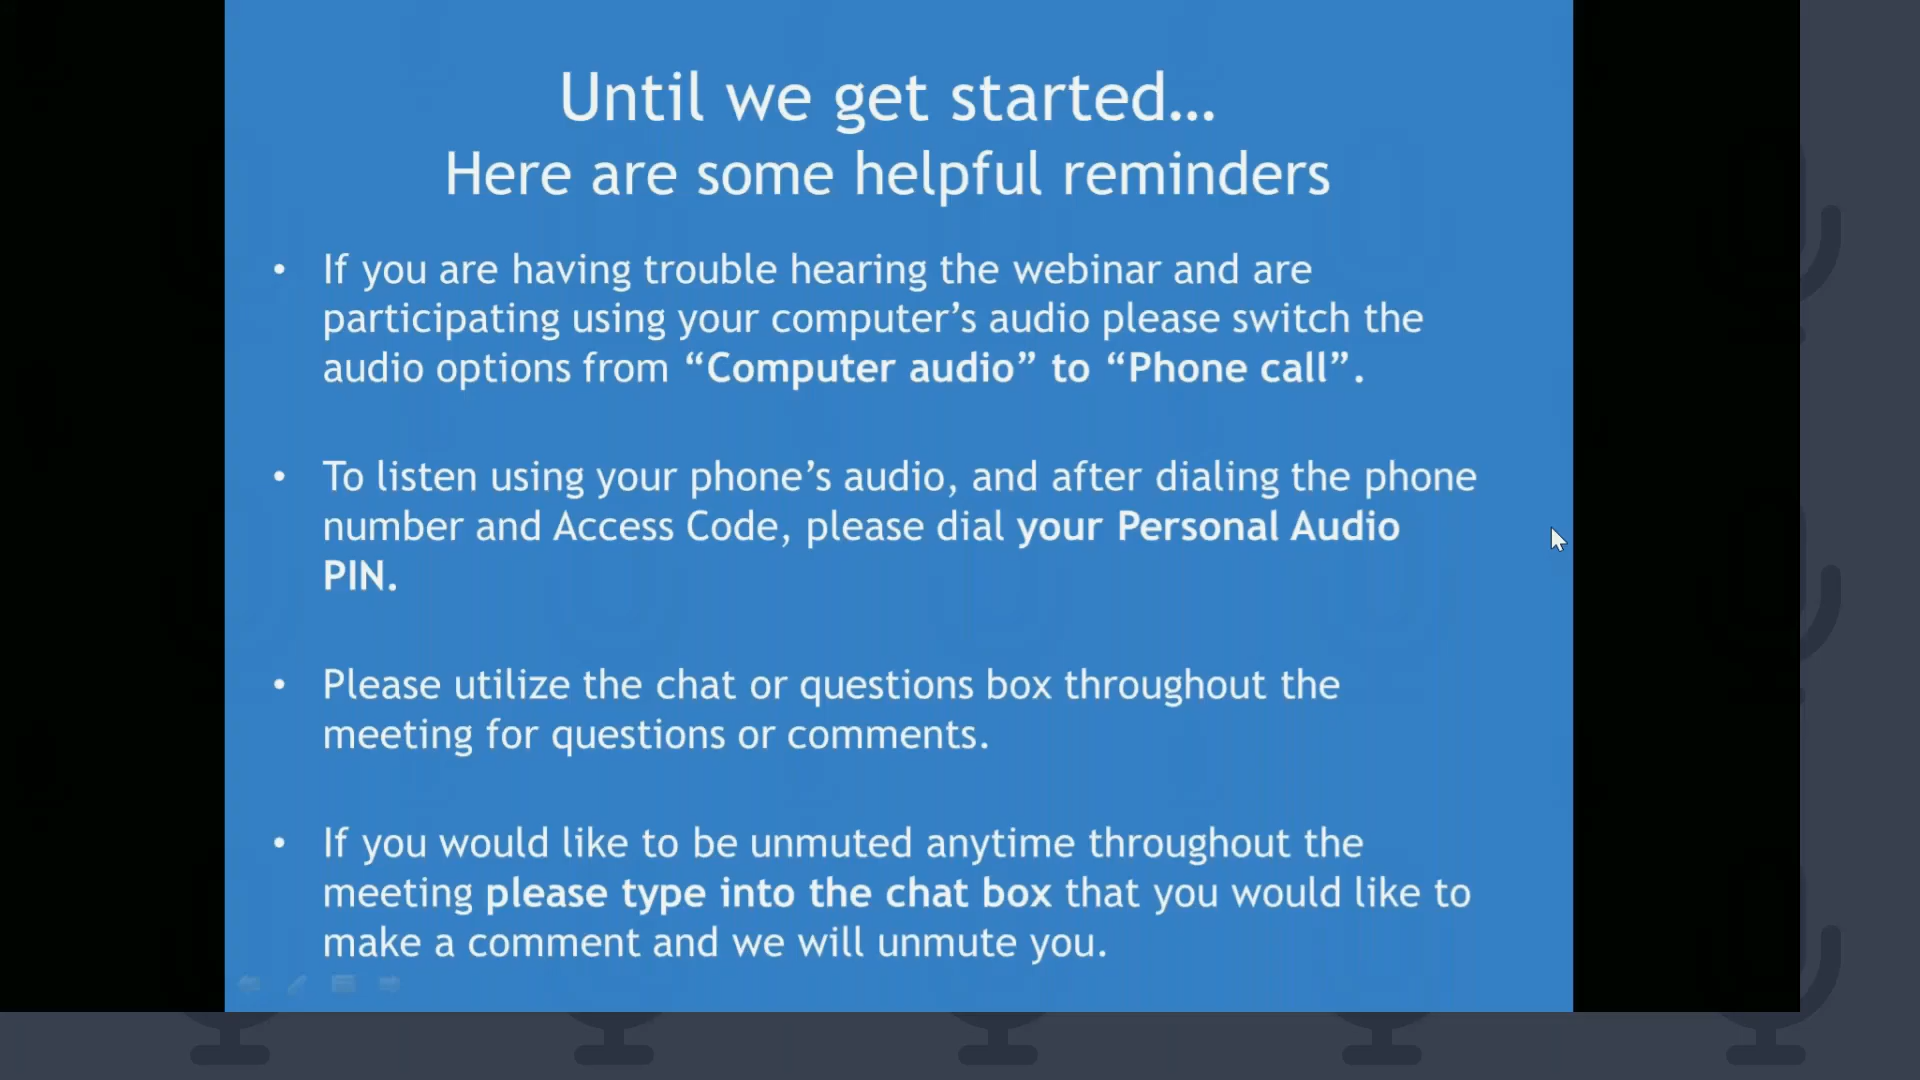 Until we get started…
Here are some helpful reminders
• If you are having trouble hearing the webinar and are
participating using your computer’s audio please switch the
audio options from “Computer audio” to “Phone call”.
• To listen using your phone’s audio, and after dialing the phone
number and Access Code, please dial your Personal Audio
PIN.
• Please utilize the chat or questions box throughout the
meeting for questions or comments.
• If you would like to be unmuted anytime throughout the
meeting please type into the chat box that you would like to
make a comment and we will unmute you.